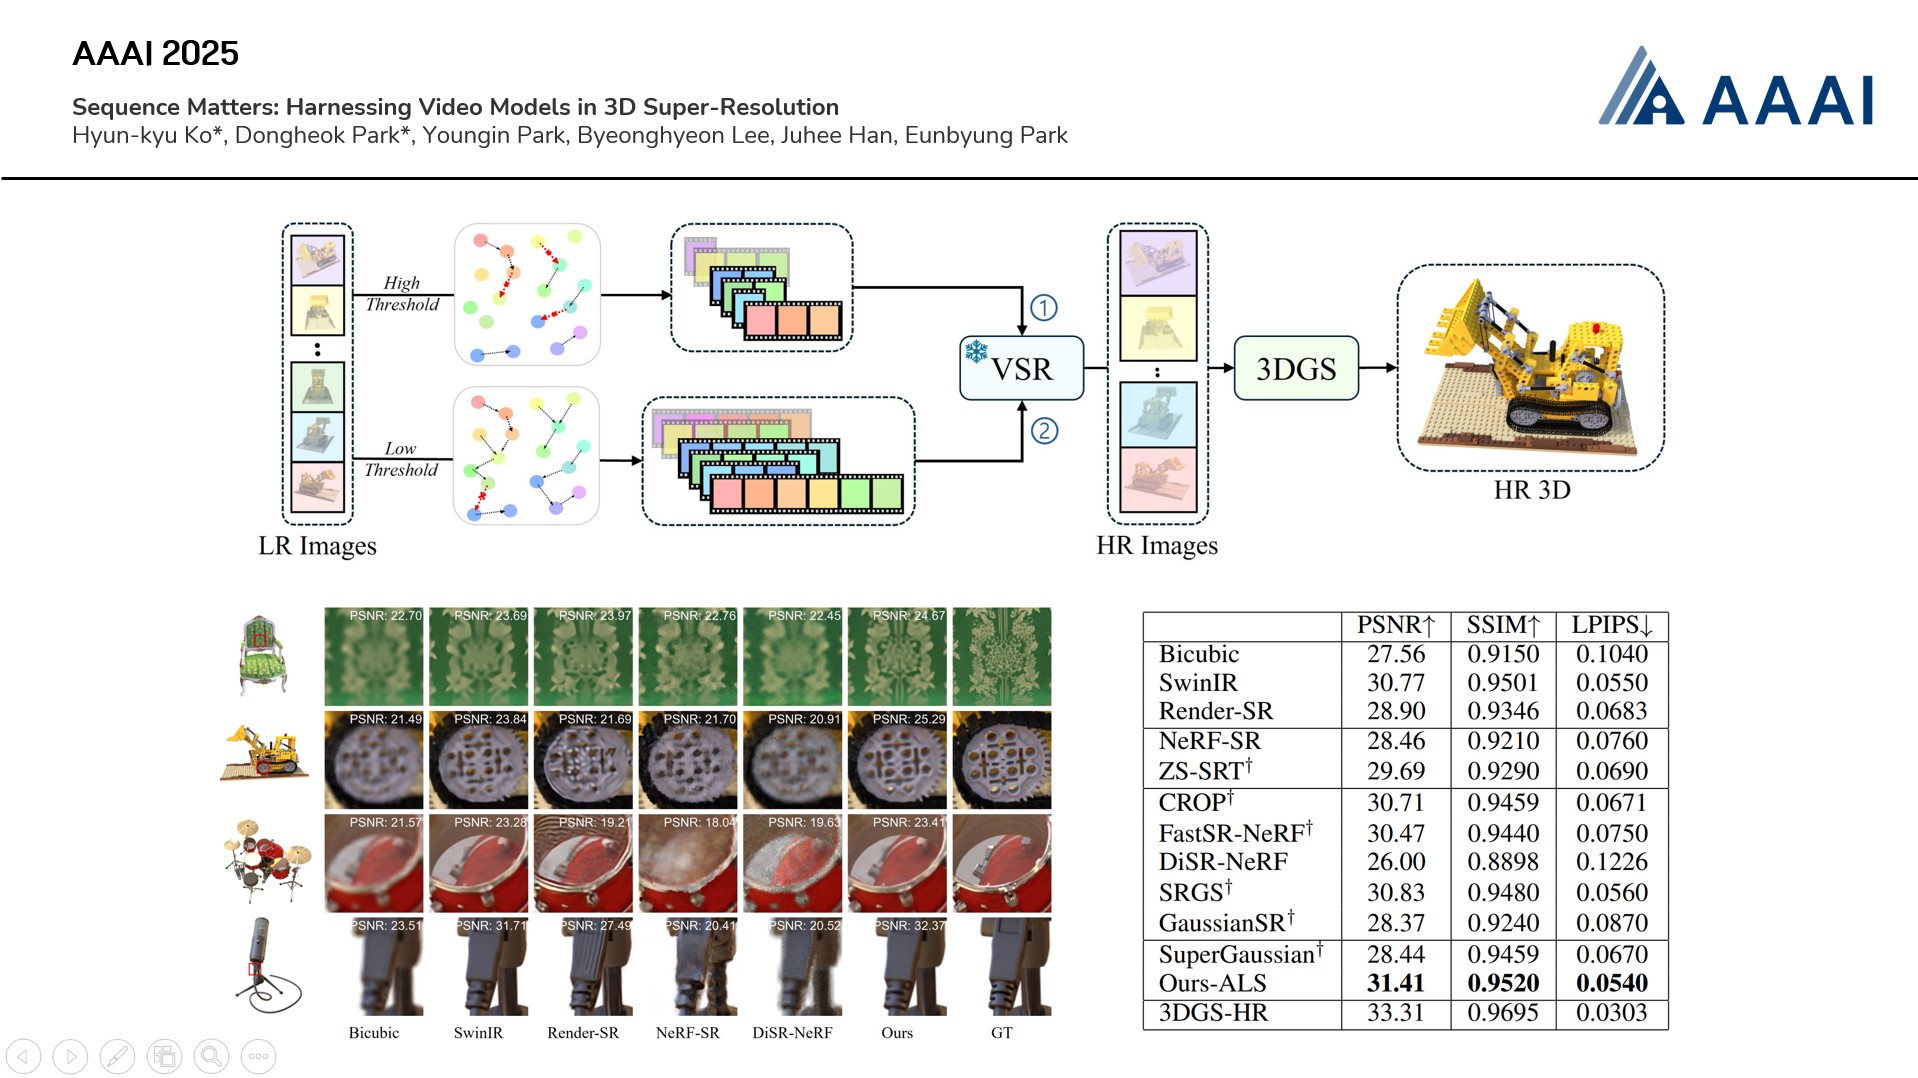 AAAI 2025
AAAI
Sequence Matters: Harnessing Video Models in 3D Super-Resolution
Hyun-kyu Ko*, Dongheok Park*, Youngin Park, Byeonghyeon Lee, Juhee Han, Eunbyung Park
High
Threshold
Low
Threshold
LR Images
1
2
VSR
HR Images
3DGS
HR 3D
PSNR: 22.70 PSNR: 23.69 PSNR: 23.97 PSNR: 22.76 PSNR: 22.45 PSNR: 24.67
PSNR: 21.49 PSNR: 23.84 PSNR: 21.69 PSNR: 21.70 PSNR: 20.91 PSNR: 25.29
PSNR: 21.57 PSNR: 23.28 PSNR: 19.21 PSNR: 18.04 PSNR: 19.63 PSNR: 23.41
PSNR: 23.51 PSNR: 31.71 PSNR: 27.49 PSNR: 20.41 PSNR: 20.52 PSNR: 32.37
Bicubic SwinIR Render-SR NeRF-SR DiSR-NeRF Ours GT
PSNR↑ SSIM↑ LPIPS↓
Bicubic 27.56 0.9150 0.1040
SwinIR 30.77 0.9501 0.0550
Render-SR 28.90 0.9346 0.0683
NeRF-SR 28.46 0.9210 0.0760
ZS-SRT† 29.69 0.9290 0.0690
CROP† 30.71 0.9459 0.0671
FastSR-NeRF† 30.47 0.9440 0.0750
DiSR-NeRF 26.00 0.8898 0.1226
SRGS† 30.83 0.9480 0.0560
GaussianSR† 28.37 0.9240 0.0870
SuperGaussian† 28.44 0.9459 0.0670
Ours-ALS 31.41 0.9520 0.0540
3DGS-HR 33.31 0.9695 0.0303